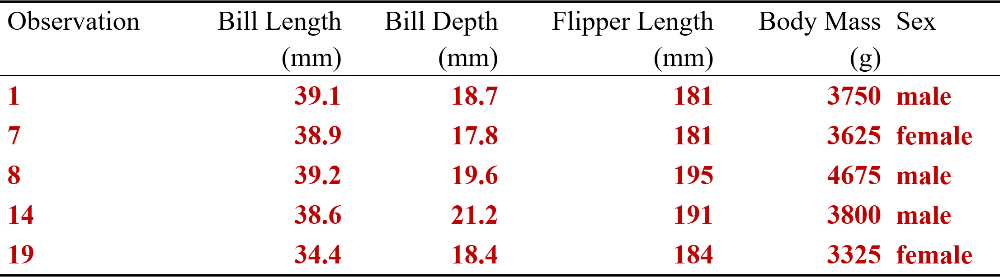 Observation Bill Length Bill Depth Flipper Length Body Mass Sex
(mm) (mm) (mm) (g)
1 39.1 18.7 181 3750 male
7 38.9 17.8 181 3625 female
8 39.2 19.6 195 4675 male
14 38.6 21.2 191 3800 male
19 34.4 18.4 184 3325 female